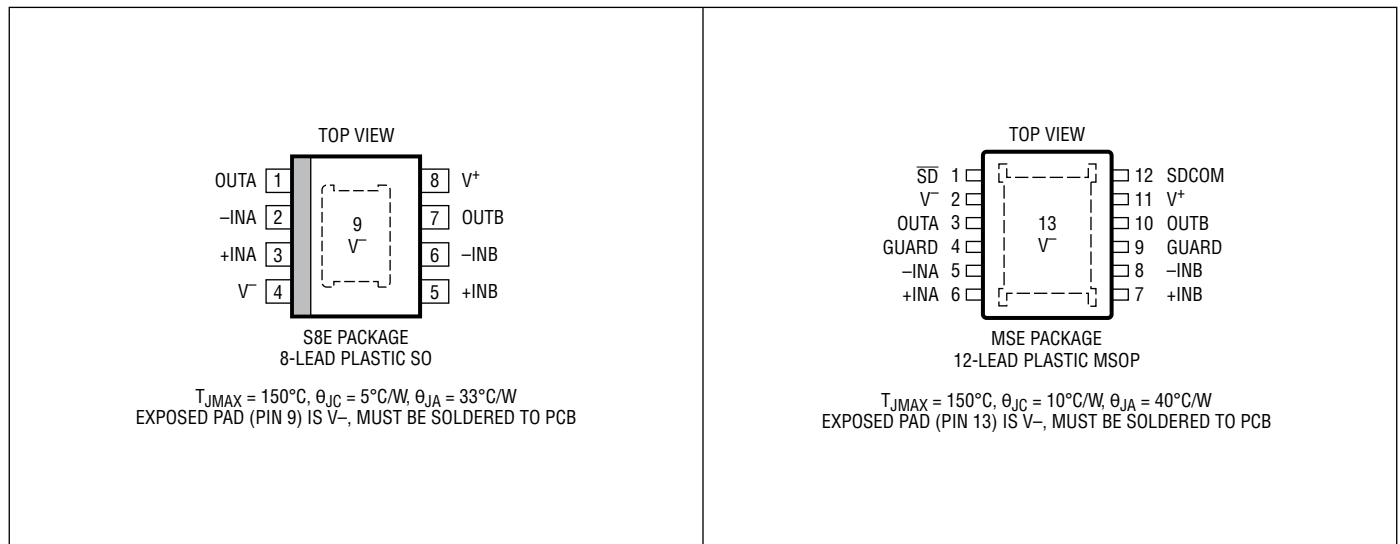 TOP VIEW
OUTA 1
–INA 2
+INA 3
V– 4
9
V–
8 V+
7 OUTB
6 –INB
5 +INB
S8E PACKAGE
8-LEAD PLASTIC SO
TJMAX = 150°C, θJC = 5°C/W, θJA = 33°C/W
EXPOSED PAD (PIN 9) IS V–, MUST BE SOLDERED TO PCB
TOP VIEW
SD 1
V– 2
OUTA 3
GUARD 4
–INA 5
+INA 6
13
V–
12 SDCOM
11 V+
10 OUTB
9 GUARD
8 –INB
7 +INB
MSE PACKAGE
12-LEAD PLASTIC MSOP
TJMAX = 150°C, θJC = 10°C/W, θJA = 40°C/W
EXPOSED PAD (PIN 13) IS V–, MUST BE SOLDERED TO PCB